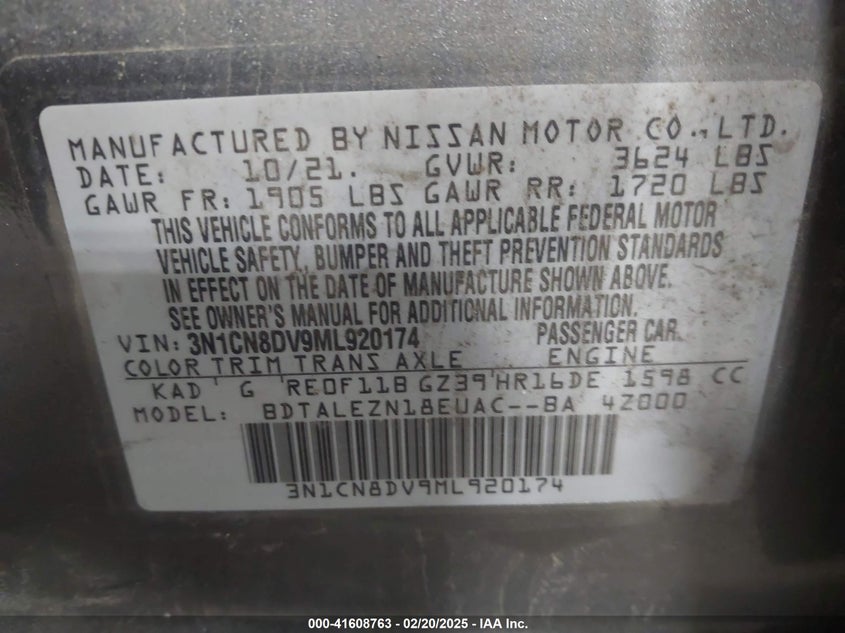 MANUFACTURED BY NISSAN MOTOR CO., LTD.
DATE: 10/21. GVWR: 3624 LBS
GAWR FR: 1905 LBS GAWR RR: 1720 LBS
THIS VEHICLE CONFORMS TO ALL APPLICABLE FEDERAL MOTOR
VEHICLE SAFETY, BUMPER AND THEFT PREVENTION STANDARDS
IN EFFECT ON THE DATE OF MANUFACTURE SHOWN ABOVE.
SEE OWNER'S MANUAL FOR ADDITIONAL INFORMATION.
VIN: 3N1CN8DV9ML920174 PASSENGER CAR
COLOR TRIM TRANS AXLE ENGINE
KAD G RE0F11B GZ39 HR16DE 1598 CC
MODEL: BDTALEZN18EUAC--BA 4Z000
3N1CN8DV9ML920174
000-41608763 - 02/20/2025 - IAA Inc.